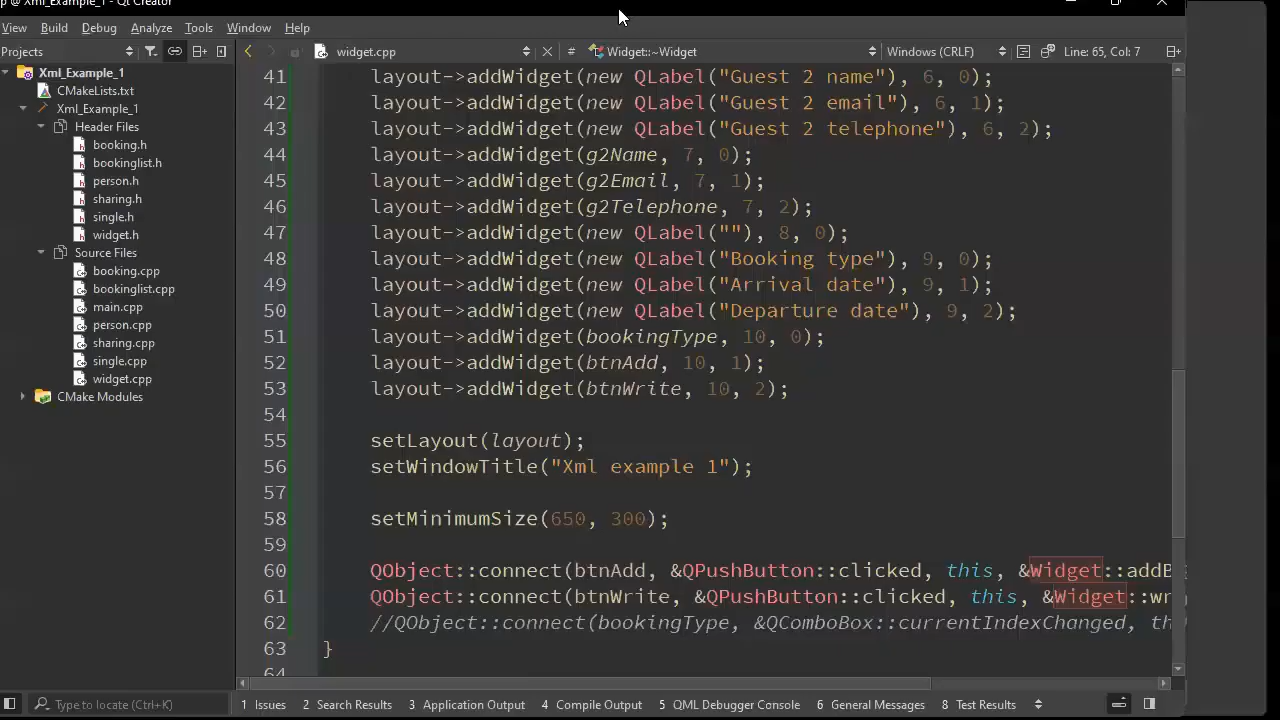 p @ Xml_Example_1 - Qt Creator
View Build Debug Analyze Tools Window Help
Projects widget.cpp # Widget::~Widget Windows (CRLF) Line: 65, Col: 7
Xml_Example_1
CMakeLists.txt
Xml_Example_1
Header Files
booking.h
bookinglist.h
person.h
sharing.h
single.h
widget.h
Source Files
booking.cpp
bookinglist.cpp
main.cpp
person.cpp
sharing.cpp
single.cpp
widget.cpp
CMake Modules
41 layout->addWidget(new QLabel("Guest 2 name"), 6, 0);
42 layout->addWidget(new QLabel("Guest 2 email"), 6, 1);
43 layout->addWidget(new QLabel("Guest 2 telephone"), 6, 2);
44 layout->addWidget(g2Name, 7, 0);
45 layout->addWidget(g2Email, 7, 1);
46 layout->addWidget(g2Telephone, 7, 2);
47 layout->addWidget(new QLabel(""), 8, 0);
48 layout->addWidget(new QLabel("Booking type"), 9, 0);
49 layout->addWidget(new QLabel("Arrival date"), 9, 1);
50 layout->addWidget(new QLabel("Departure date"), 9, 2);
51 layout->addWidget(bookingType, 10, 0);
52 layout->addWidget(btnAdd, 10, 1);
53 layout->addWidget(btnWrite, 10, 2);
54
55 setLayout(layout);
56 setWindowTitle("Xml example 1");
57
58 setMinimumSize(650, 300);
59
60 QObject::connect(btnAdd, &QPushButton::clicked, this, &Widget::addB
61 QObject::connect(btnWrite, &QPushButton::clicked, this, &Widget::wr
62 //QObject::connect(bookingType, &QComboBox::currentIndexChanged, th
63 }
64
Type to locate (Ctrl+K) 1 Issues 2 Search Results 3 Application Output 4 Compile Output 5 QML Debugger Console 6 General Messages 8 Test Results